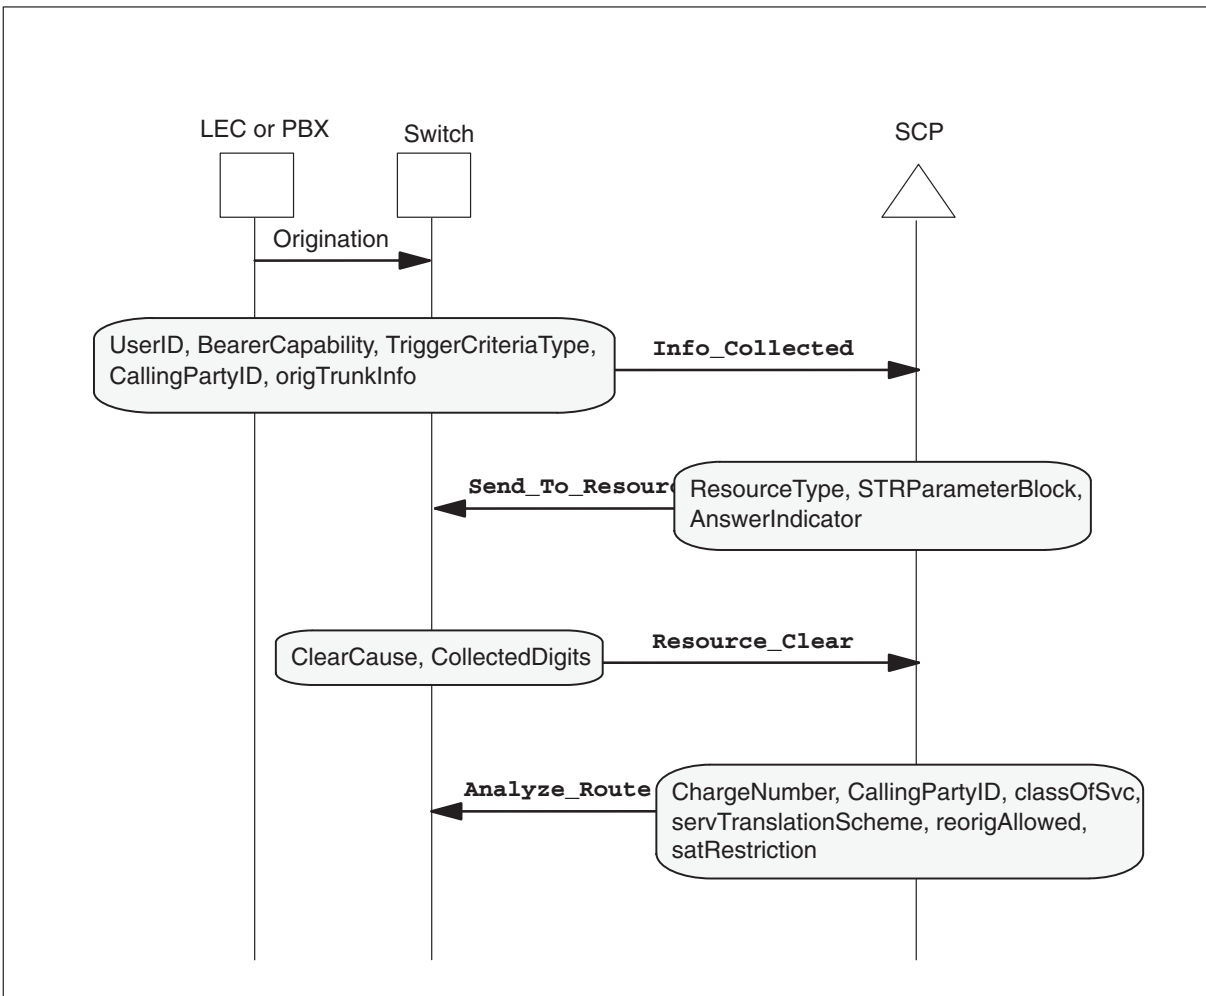 LEC or PBX
Switch
SCP
Origination
UserID, BearerCapability, TriggerCriteriaType,
CallingPartyID, origTrunkInfo
Info_Collected
Send_To_Resourc
ResourceType, STRParameterBlock,
AnswerIndicator
ClearCause, CollectedDigits
Resource_Clear
Analyze_Route
ChargeNumber, CallingPartyID, classOfSvc,
servTranslationScheme, reorigAllowed,
satRestriction